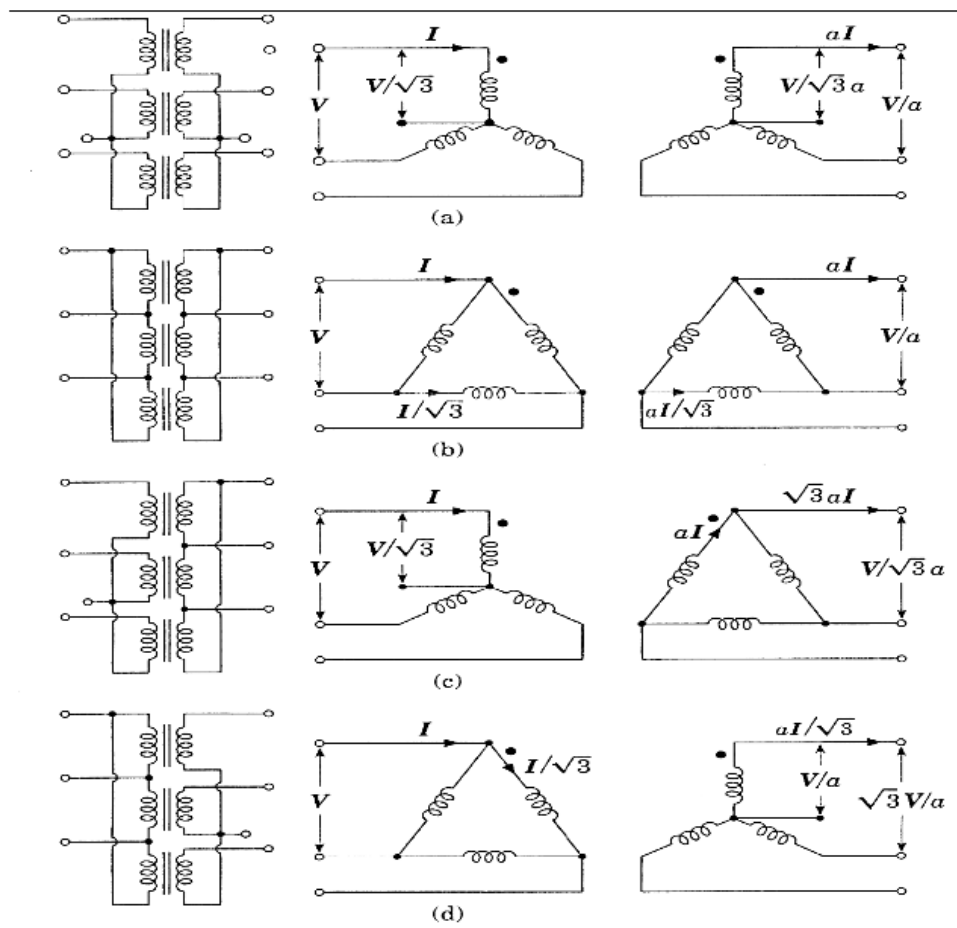 I aI
V V/√3 V/√3 a V/a
(a)
I aI
V V/a
I/√3 aI/√3
(b)
I √3 aI
V V/√3 aI V/√3 a
(c)
I aI/√3
I/√3
V V/a √3 V/a
(d)